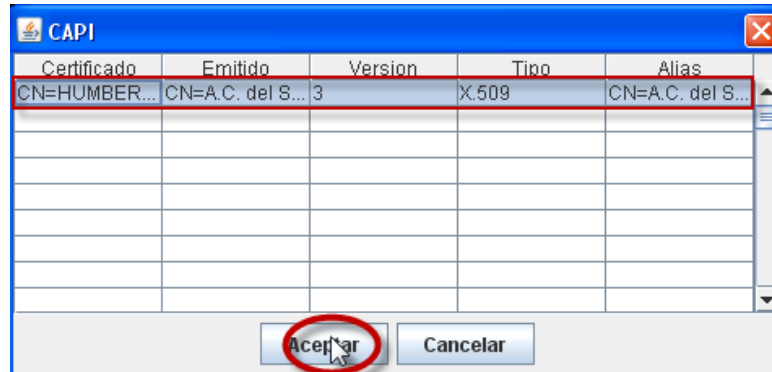 CAPI
Certificado Emitido Version Tipo Alias
CN=HUMBER... CN=A.C. del S... 3 X.509 CN=A.C. del S...
Aceptar Cancelar